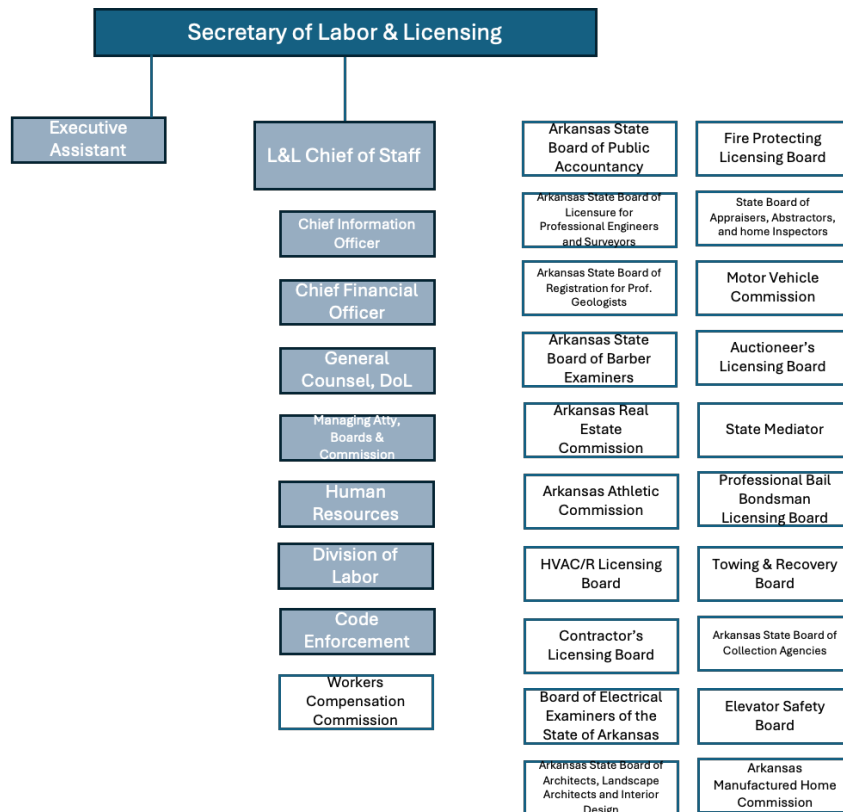 Secretary of Labor & Licensing
Executive
Assistant
L&L Chief of Staff
Chief Information
Officer
Chief Financial
Officer
General
Counsel, DoL
Managing Atty,
Boards &
Commission
Human
Resources
Division of
Labor
Code
Enforcement
Workers
Compensation
Commission
Arkansas State
Board of Public
Accountancy
Arkansas State Board of
Licensure for
Professional Engineers
and Surveyors
Arkansas State Board of
Registration for Prof.
Geologists
Arkansas State
Board of Barber
Examiners
Arkansas Real
Estate
Commission
Arkansas Athletic
Commission
HVAC/R Licensing
Board
Contractor’s
Licensing Board
Board of Electrical
Examiners of the
State of Arkansas
Arkansas State Board of
Architects, Landscape
Architects and Interior
Design
Fire Protecting
Licensing Board
State Board of
Appraisers, Abstractors,
and home Inspectors
Motor Vehicle
Commission
Auctioneer’s
Licensing Board
State Mediator
Professional Bail
Bondsman
Licensing Board
Towing & Recovery
Board
Arkansas State Board of
Collection Agencies
Elevator Safety
Board
Arkansas
Manufactured Home
Commission